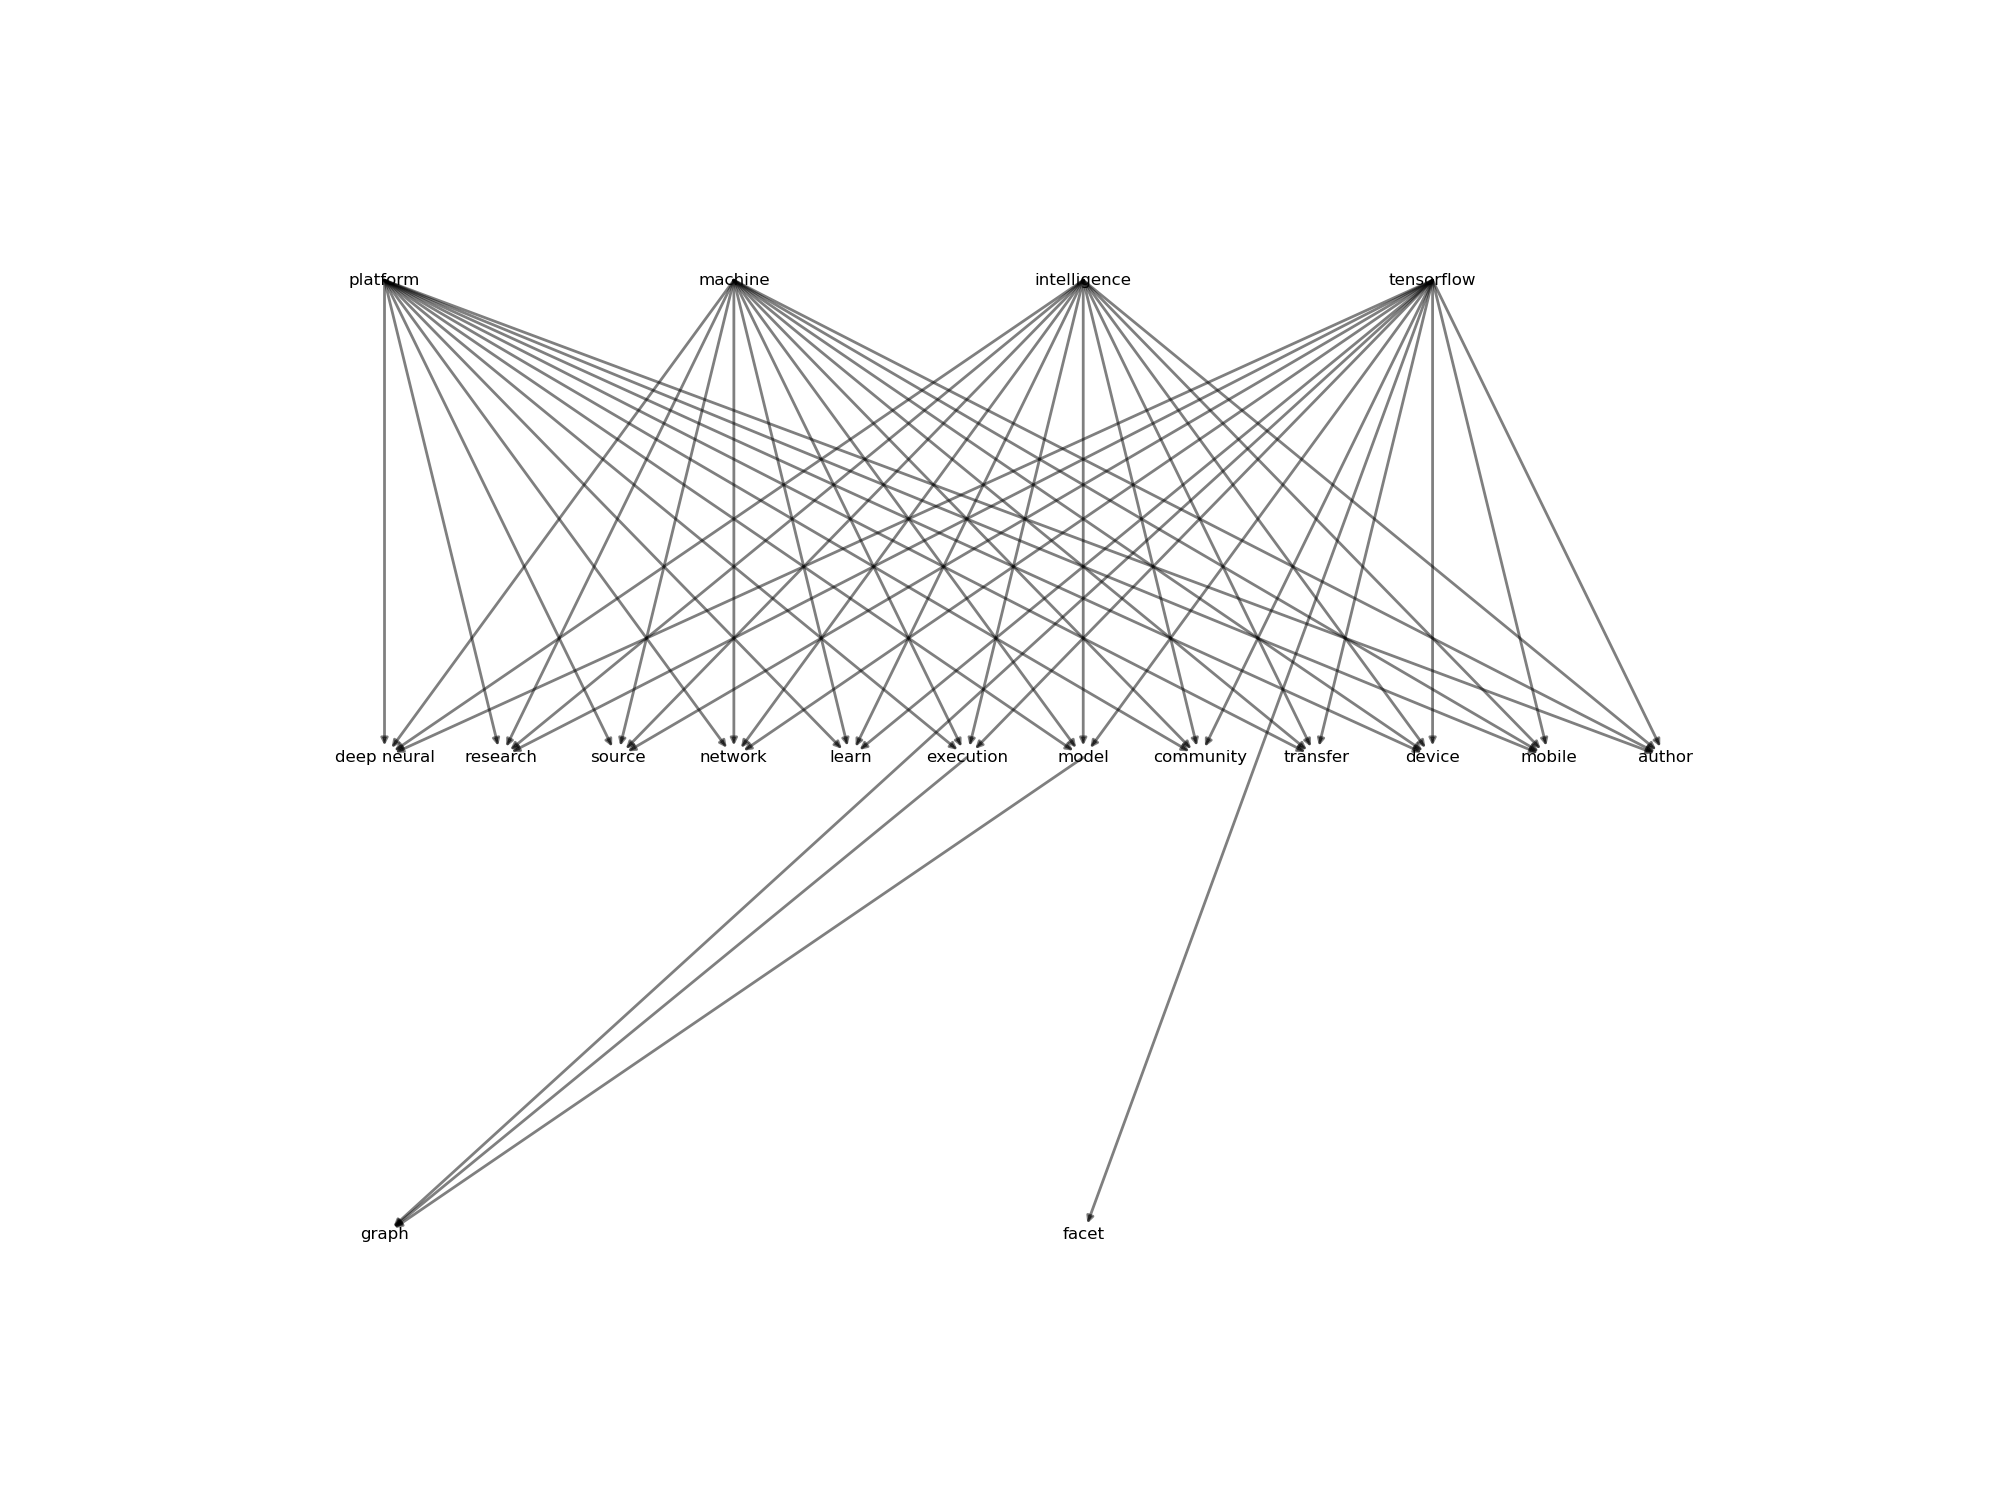 platform machine intelligence tensorflow
deep neural research source network learn execution model community transfer device mobile author
graph facet